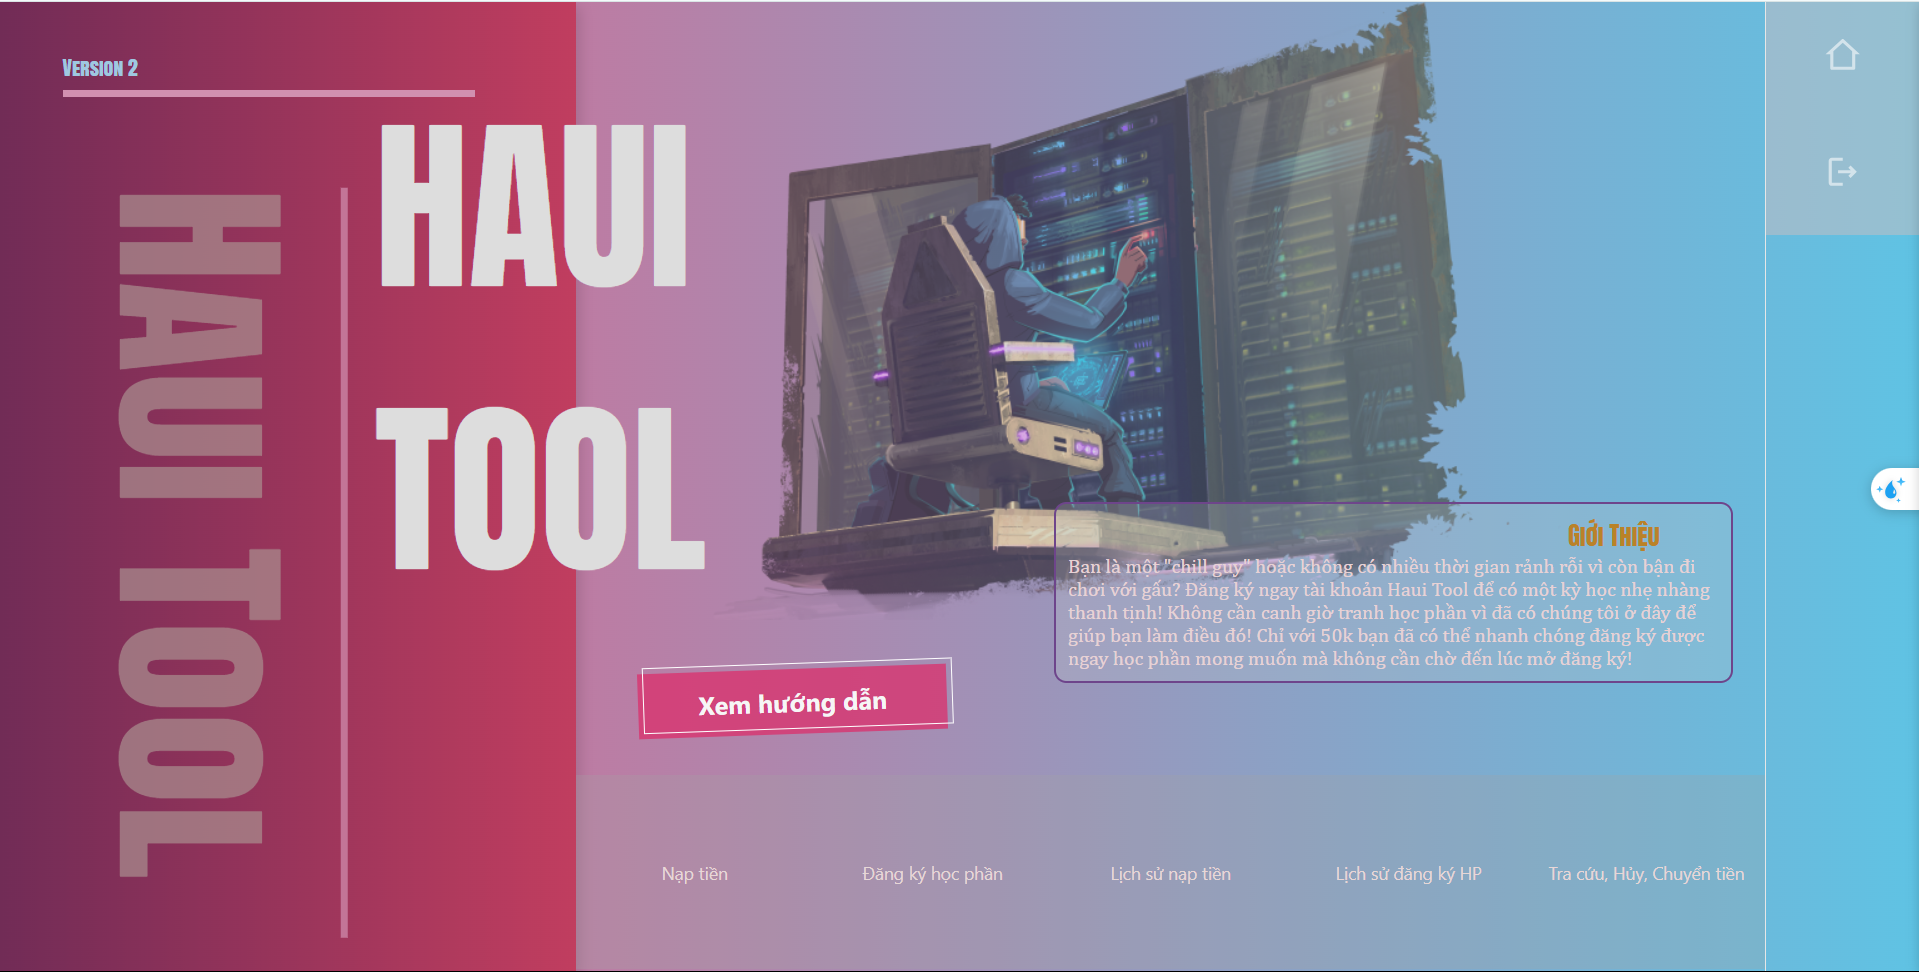 VERSION 2
HAUI
TOOL
HAUI TOOL
GIỚI THIỆU
Bạn là một "chill guy" hoặc không có nhiều thời gian rảnh rỗi vì còn bận đi
chơi với gấu? Đăng ký ngay tài khoản Haui Tool để có một kỳ học nhẹ nhàng
thanh tịnh! Không cần canh giờ tranh học phần vì đã có chúng tôi ở đây để
giúp bạn làm điều đó! Chỉ với 50k bạn đã có thể nhanh chóng đăng ký được
ngay học phần mong muốn mà không cần chờ đến lúc mở đăng ký!
Xem hướng dẫn
Nạp tiền
Đăng ký học phần
Lịch sử nạp tiền
Lịch sử đăng ký HP
Tra cứu, Hủy, Chuyển tiền